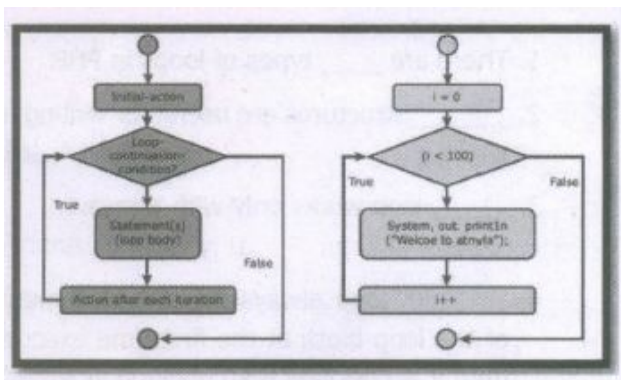 Initial-action
Loop-
continuation-
condition?
True
Statement(s)
(loop body)
False
Action after each iteration
i = 0
(i < 100)
True
False
System, out. println
("Welcoe to atnyla");
i++